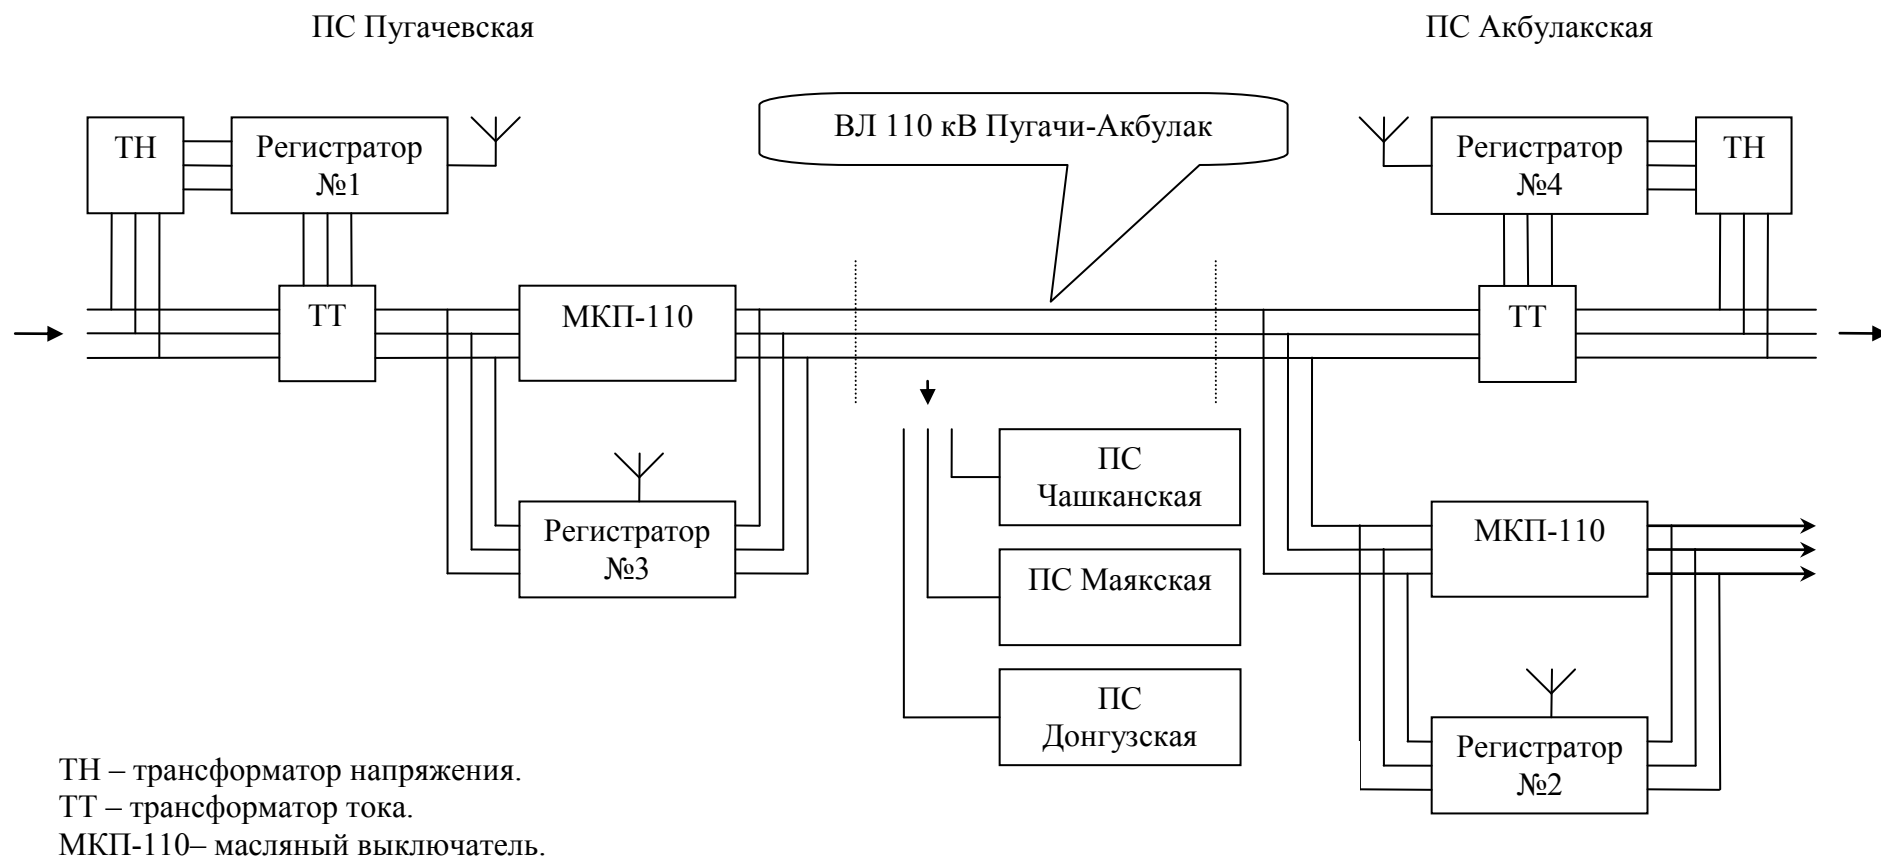 ПС Пугачевская
ПС Акбулакская
ТН
Регистратор
№1
ВЛ 110 кВ Пугачи-Акбулак
Регистратор
№4
ТН
ТТ
МКП-110
ТТ
ПС
Чашканская
Регистратор
№3
МКП-110
ПС Маякская
ПС
Донгузская
Регистратор
№2
ТН – трансформатор напряжения.
ТТ – трансформатор тока.
МКП-110– масляный выключатель.